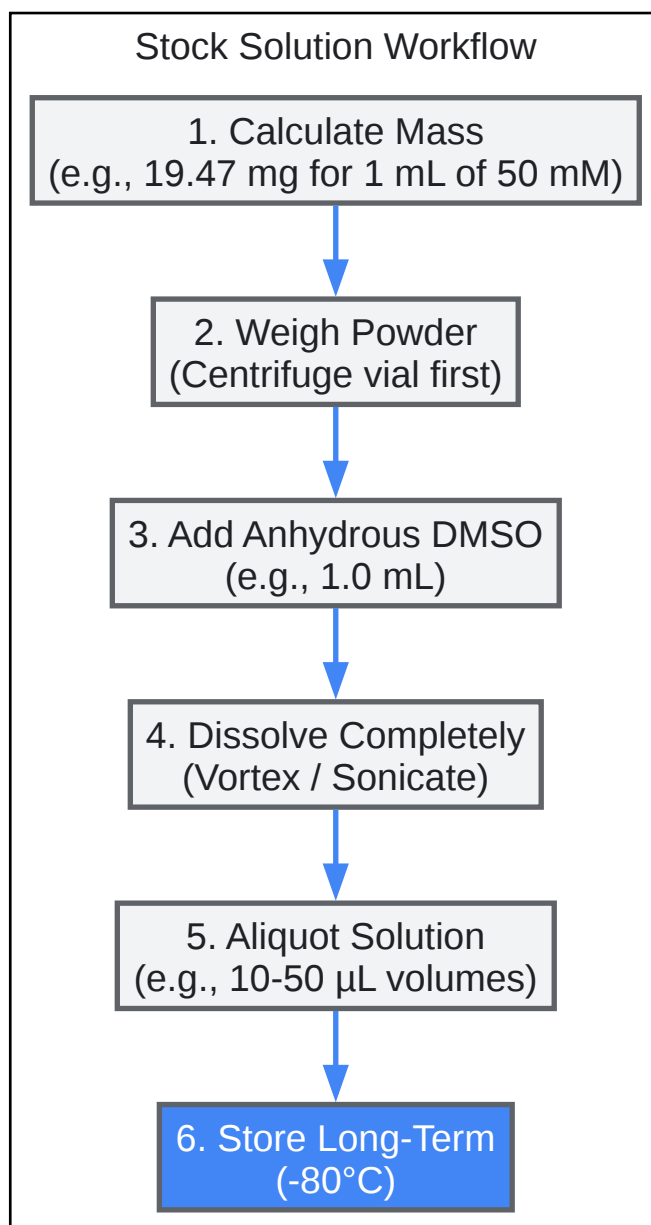 Stock Solution Workflow
1. Calculate Mass
(e.g., 19.47 mg for 1 mL of 50 mM)
2. Weigh Powder
(Centrifuge vial first)
3. Add Anhydrous DMSO
(e.g., 1.0 mL)
4. Dissolve Completely
(Vortex / Sonicate)
5. Aliquot Solution
(e.g., 10-50 µL volumes)
6. Store Long-Term
(-80°C)